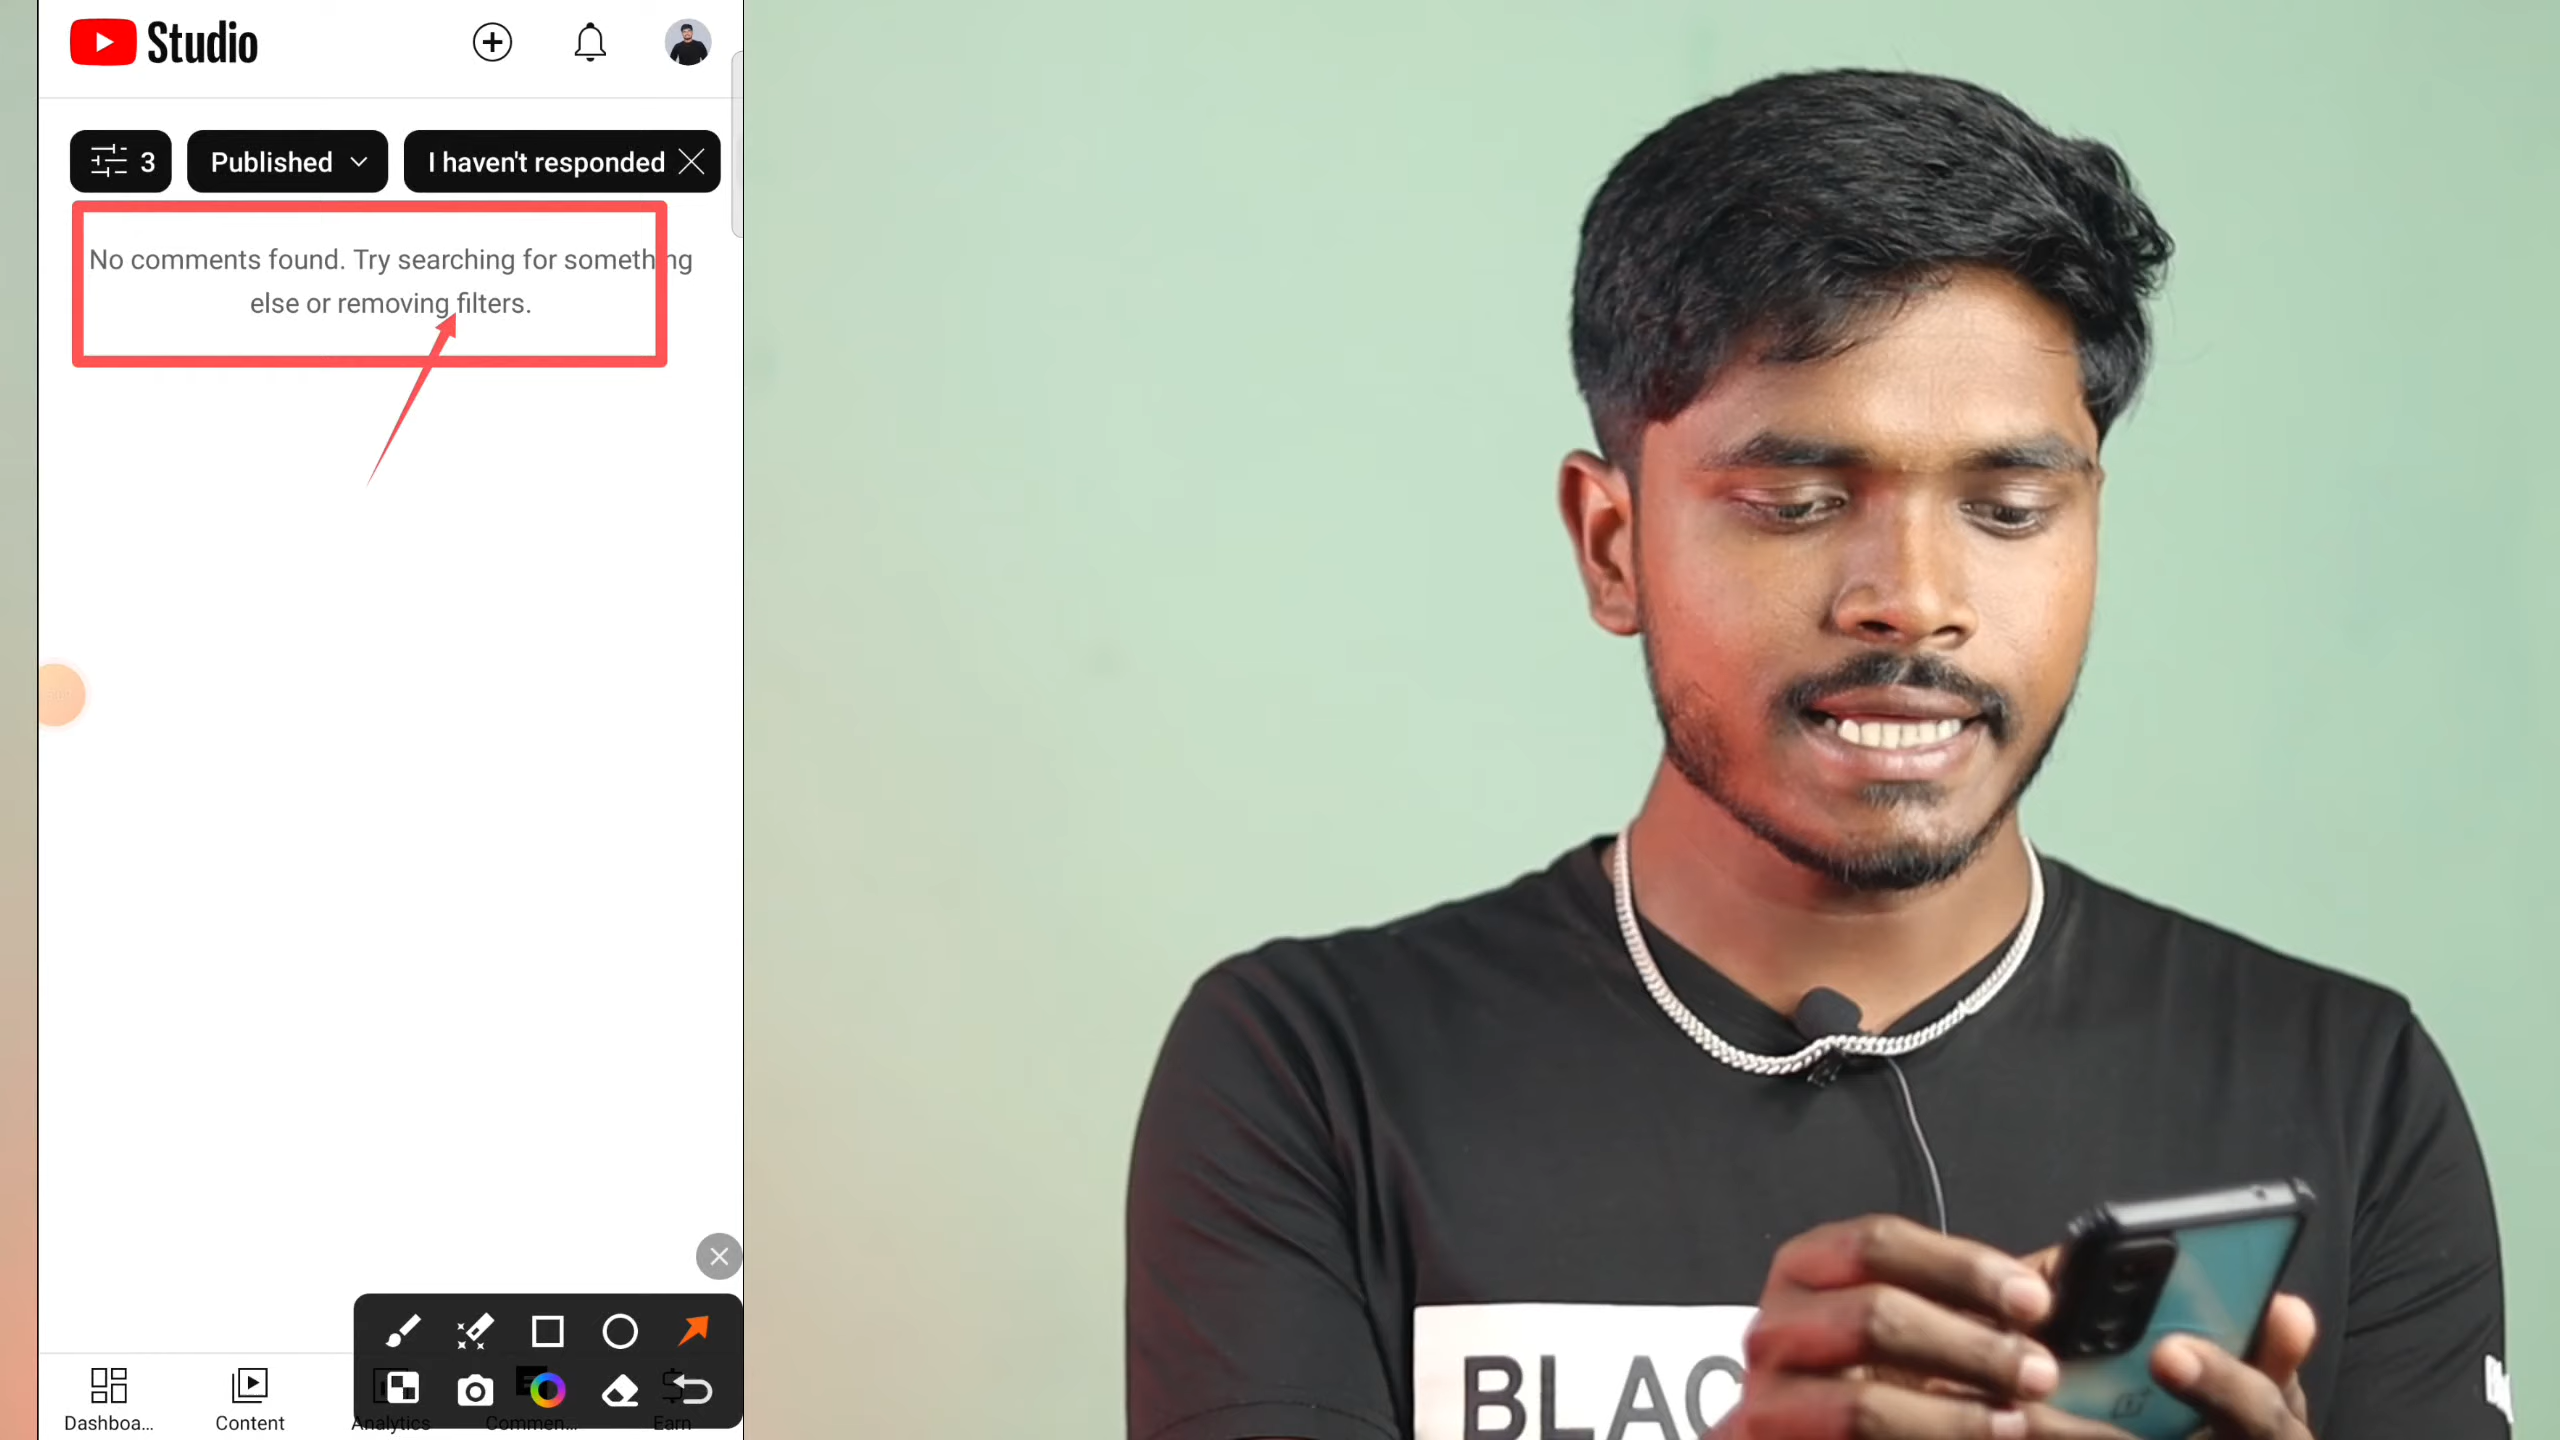 Studio
3 Published I haven't responded
No comments found. Try searching for something
else or removing filters.
Dashboa... Content Analytics Commen... Earn
BLAC